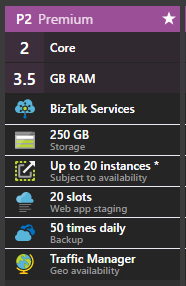 P2 Premium
2 Core
3.5 GB RAM
BizTalk Services
250 GB
Storage
Up to 20 instances *
Subject to availability
20 slots
Web app staging
50 times daily
Backup
Traffic Manager
Geo availability